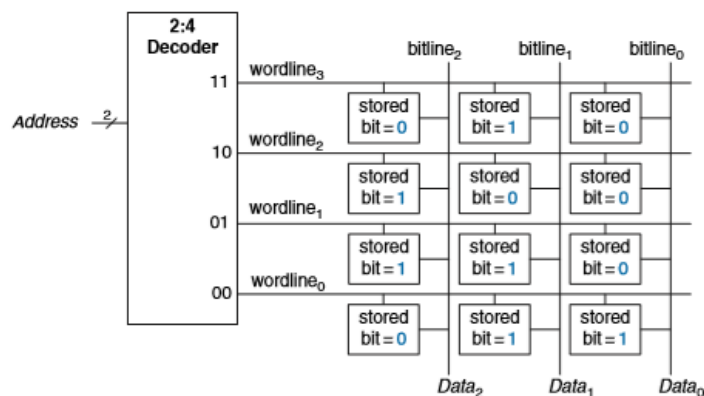 2:4
Decoder
bitline₂ bitline₁ bitline₀
11 wordline₃
Address 2
stored stored stored
bit = 0 bit = 1 bit = 0
10 wordline₂
stored stored stored
bit = 1 bit = 0 bit = 0
01 wordline₁
stored stored stored
bit = 1 bit = 1 bit = 0
00 wordline₀
stored stored stored
bit = 0 bit = 1 bit = 1
Data₂ Data₁ Data₀